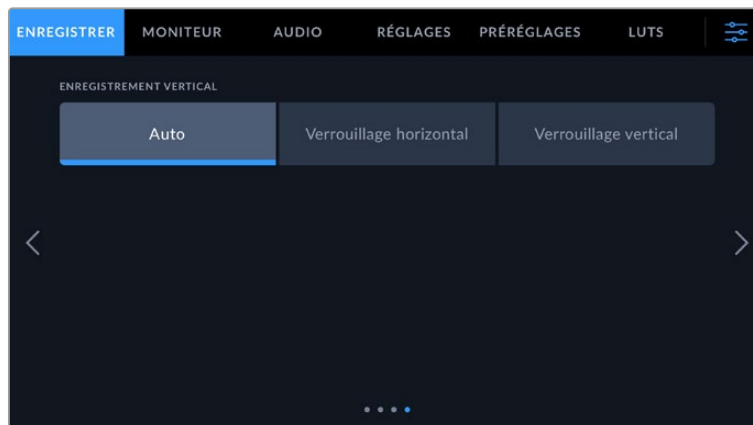 ENREGISTRER MONITEUR AUDIO RÉGLAGES PRÉRÉGLAGES LUTS
ENREGISTREMENT VERTICAL
Auto Verrouillage horizontal Verrouillage vertical